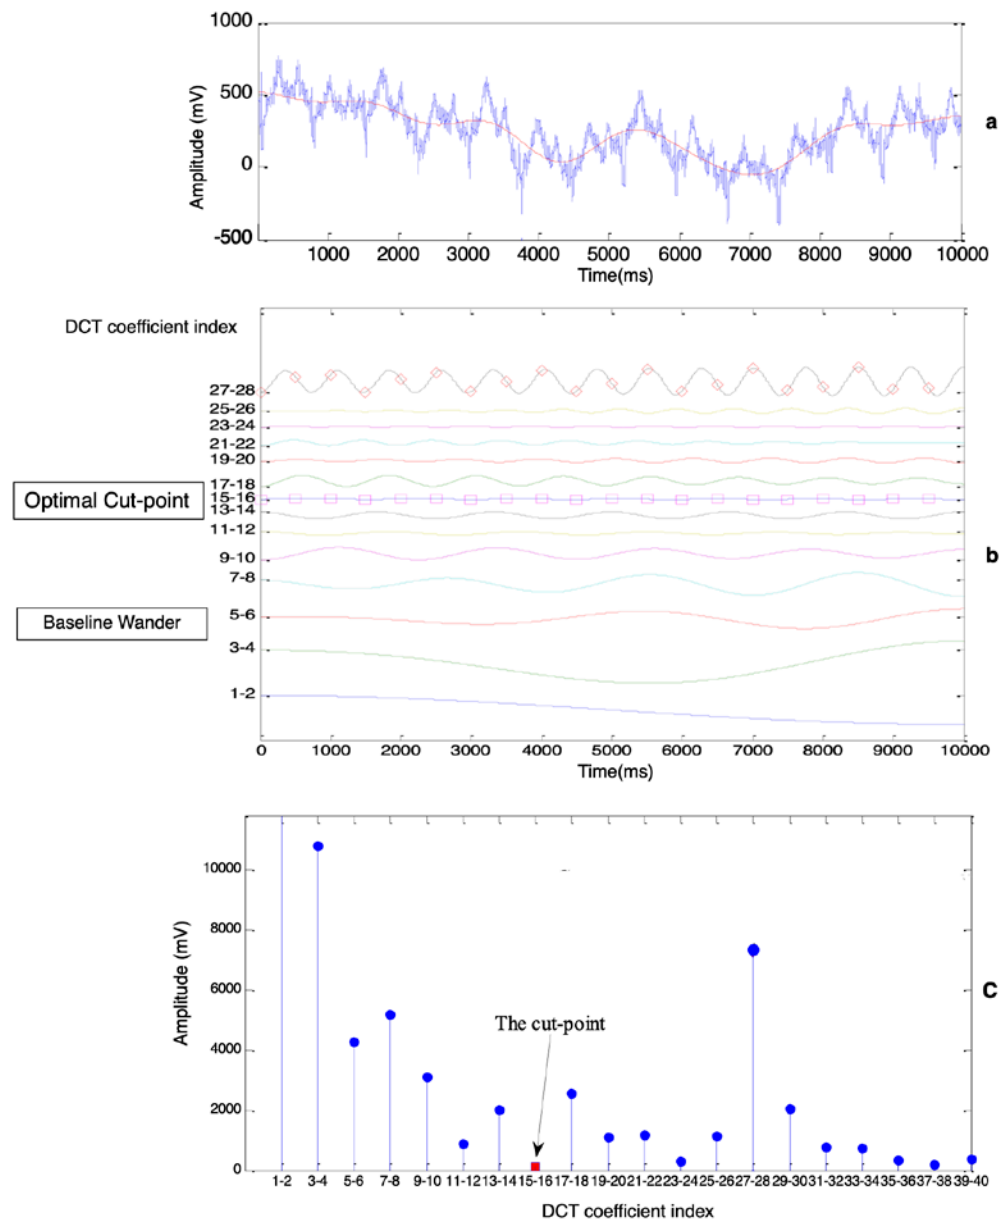 1000
500
0
-500
Amplitude (mV)
1000 2000 3000 4000 5000 6000 7000 8000 9000 10000
Time(ms)
a
DCT coefficient index
27-28
25-26
23-24
21-22
19-20
17-18
15-16
13-14
11-12
9-10
7-8
5-6
3-4
1-2
Optimal Cut-point
Baseline Wander
b
0 1000 2000 3000 4000 5000 6000 7000 8000 9000 10000
Time(ms)
10000
8000
6000
4000
2000
0
Amplitude (mV)
The cut-point
C
1-2 3-4 5-6 7-8 9-10 11-12 13-14 15-16 17-18 19-20 21-22 23-24 25-26 27-28 29-30 31-32 33-34 35-36 37-38 39-40
DCT coefficient index